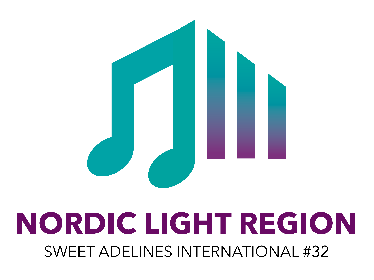 NORDIC LIGHT REGION
SWEET ADELINES INTERNATIONAL #32